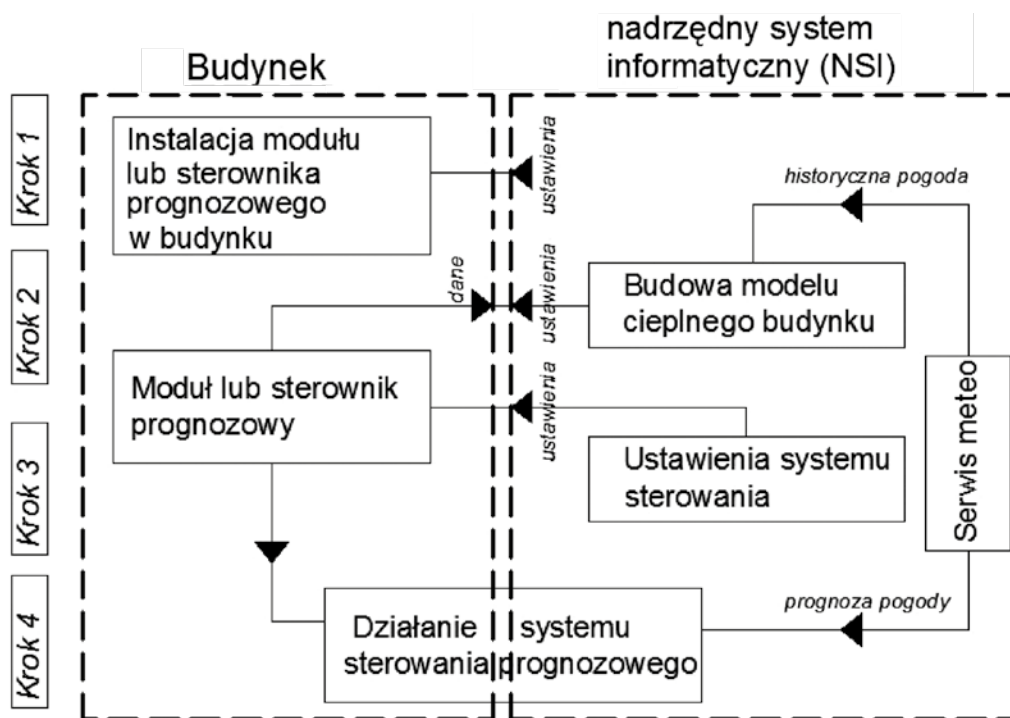 nadrzędny system
informatyczny (NSI)
Budynek
Krok 1
Instalacja modułu
lub sterownika
prognozowego
w budynku
ustawienia
historyczna pogoda
Krok 2
dane
ustawienia
Budowa modelu
cieplnego budynku
Moduł lub sterownik
prognozowy
ustawienia
Serwis meteo
Krok 3
Ustawienia systemu
sterowania
Krok 4
Działanie systemu
sterowania prognozowego
prognoza pogody